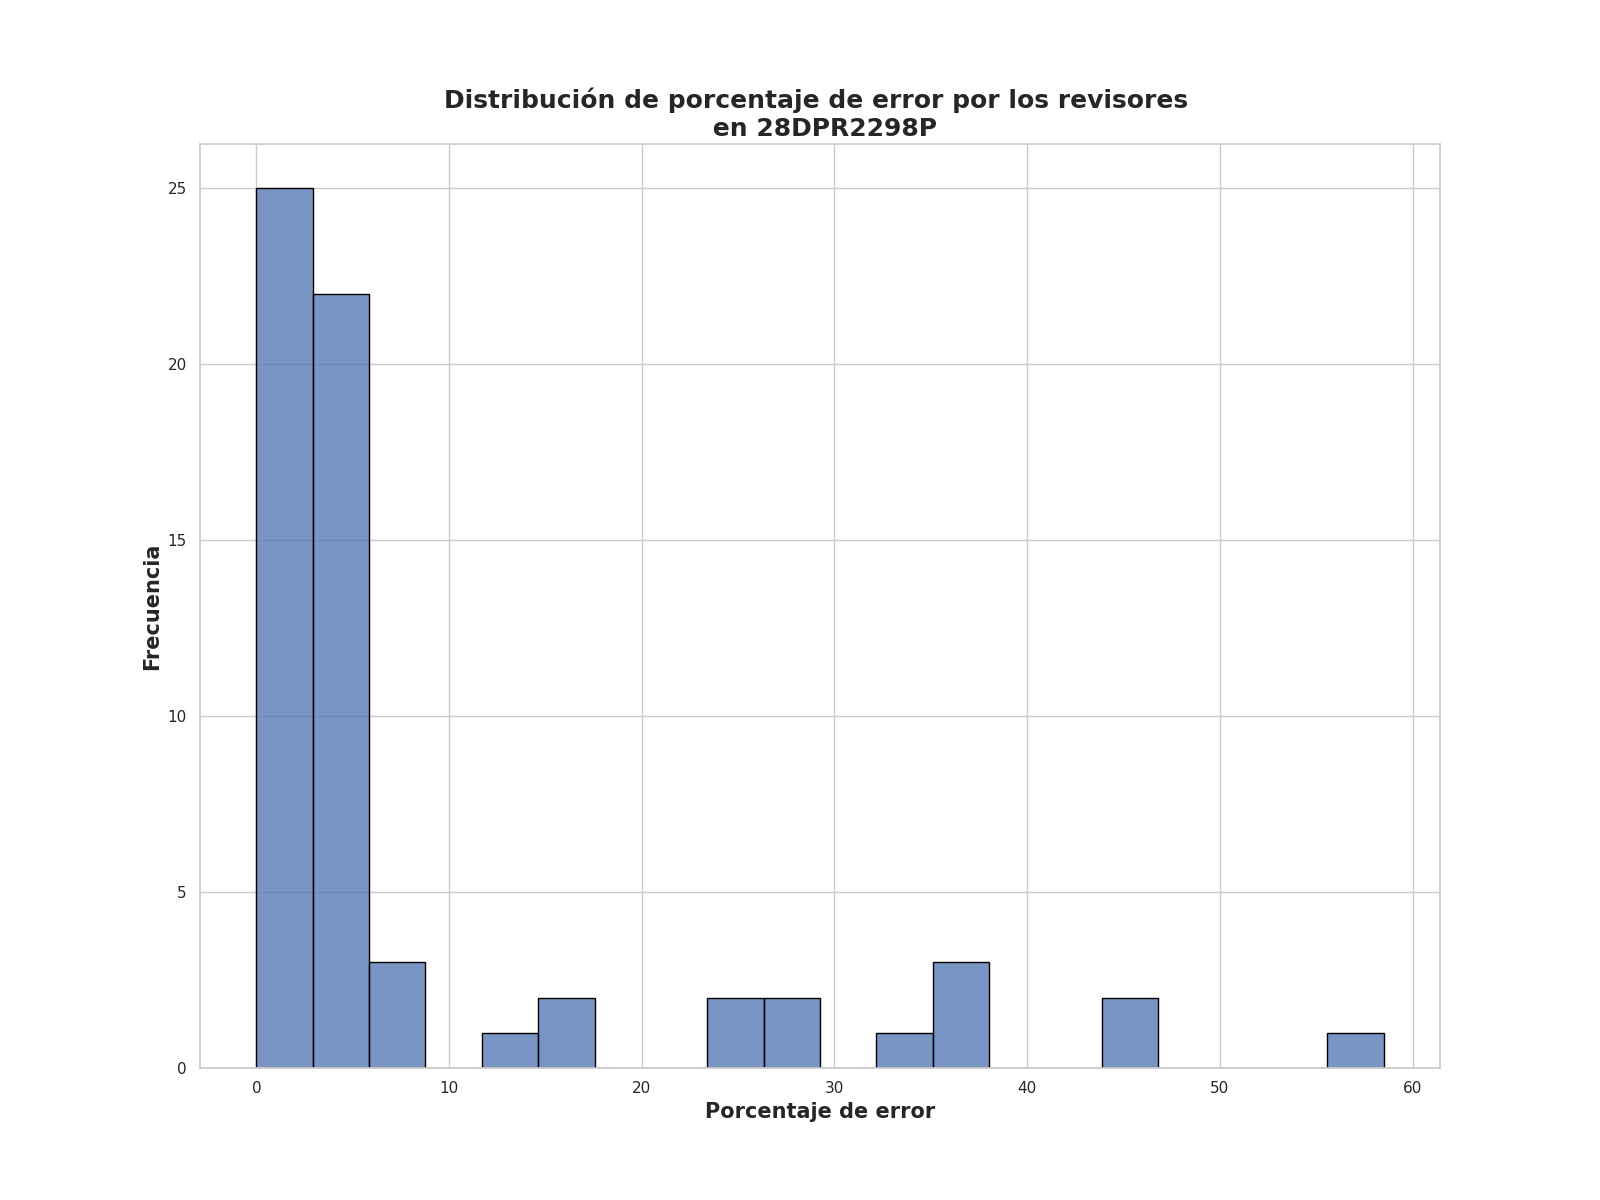 Distribución de porcentaje de error por los revisores
en 28DPR2298P
25
20
15
10
5
0
Frecuencia
0 10 20 30 40 50 60
Porcentaje de error